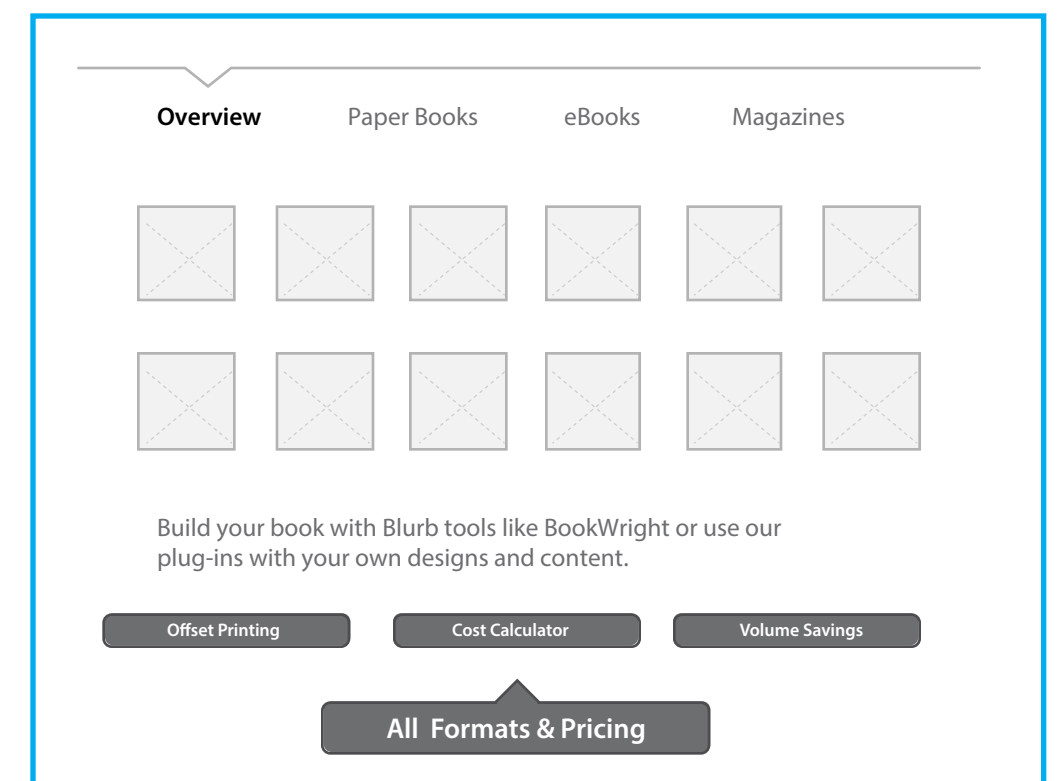 Overview Paper Books eBooks Magazines
Build your book with Blurb tools like BookWright or use our
plug-ins with your own designs and content.
Offset Printing Cost Calculator Volume Savings
All Formats & Pricing